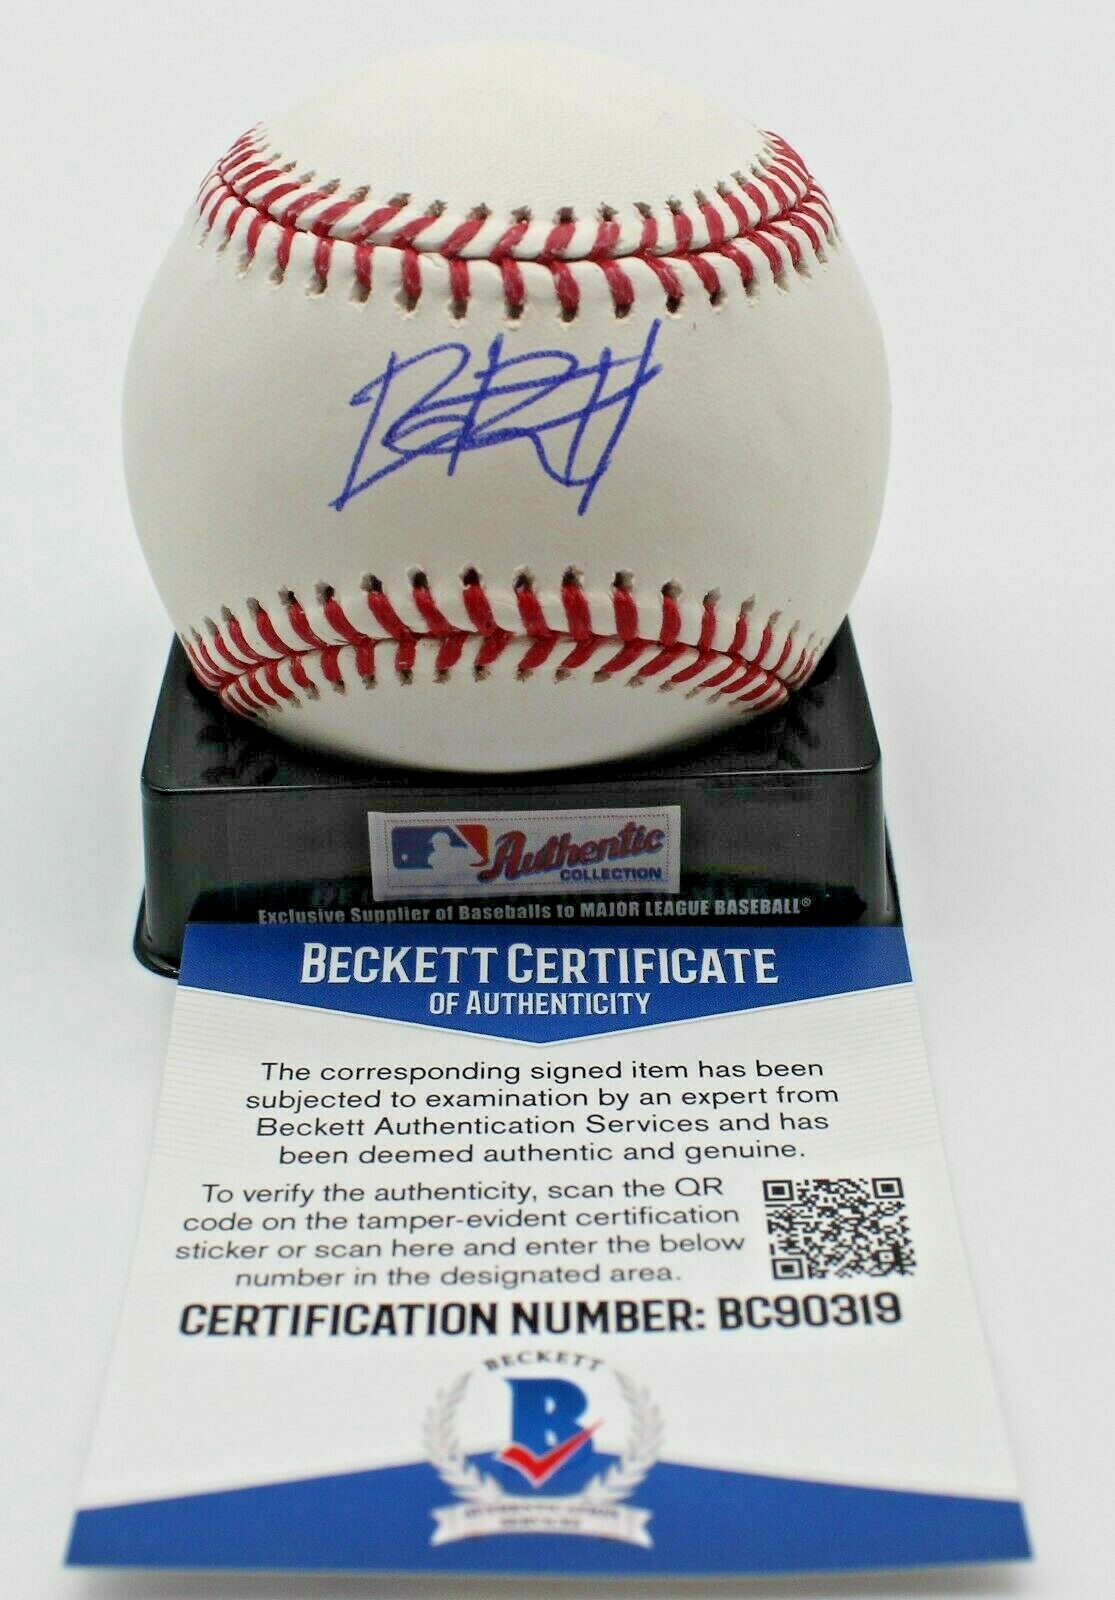 Authentic
COLLECTION
Exclusive Supplier of Baseballs to MAJOR LEAGUE BASEBALL®
BECKETT CERTIFICATE
OF AUTHENTICITY
The corresponding signed item has been
subjected to examination by an expert from
Beckett Authentication Services and has
been deemed authentic and genuine.
To verify the authenticity, scan the QR
code on the tamper-evident certification
sticker or scan here and enter the below
number in the designated area.
CERTIFICATION NUMBER: BC90319
BECKETT
B
AUTHENTICATION
SERVICES